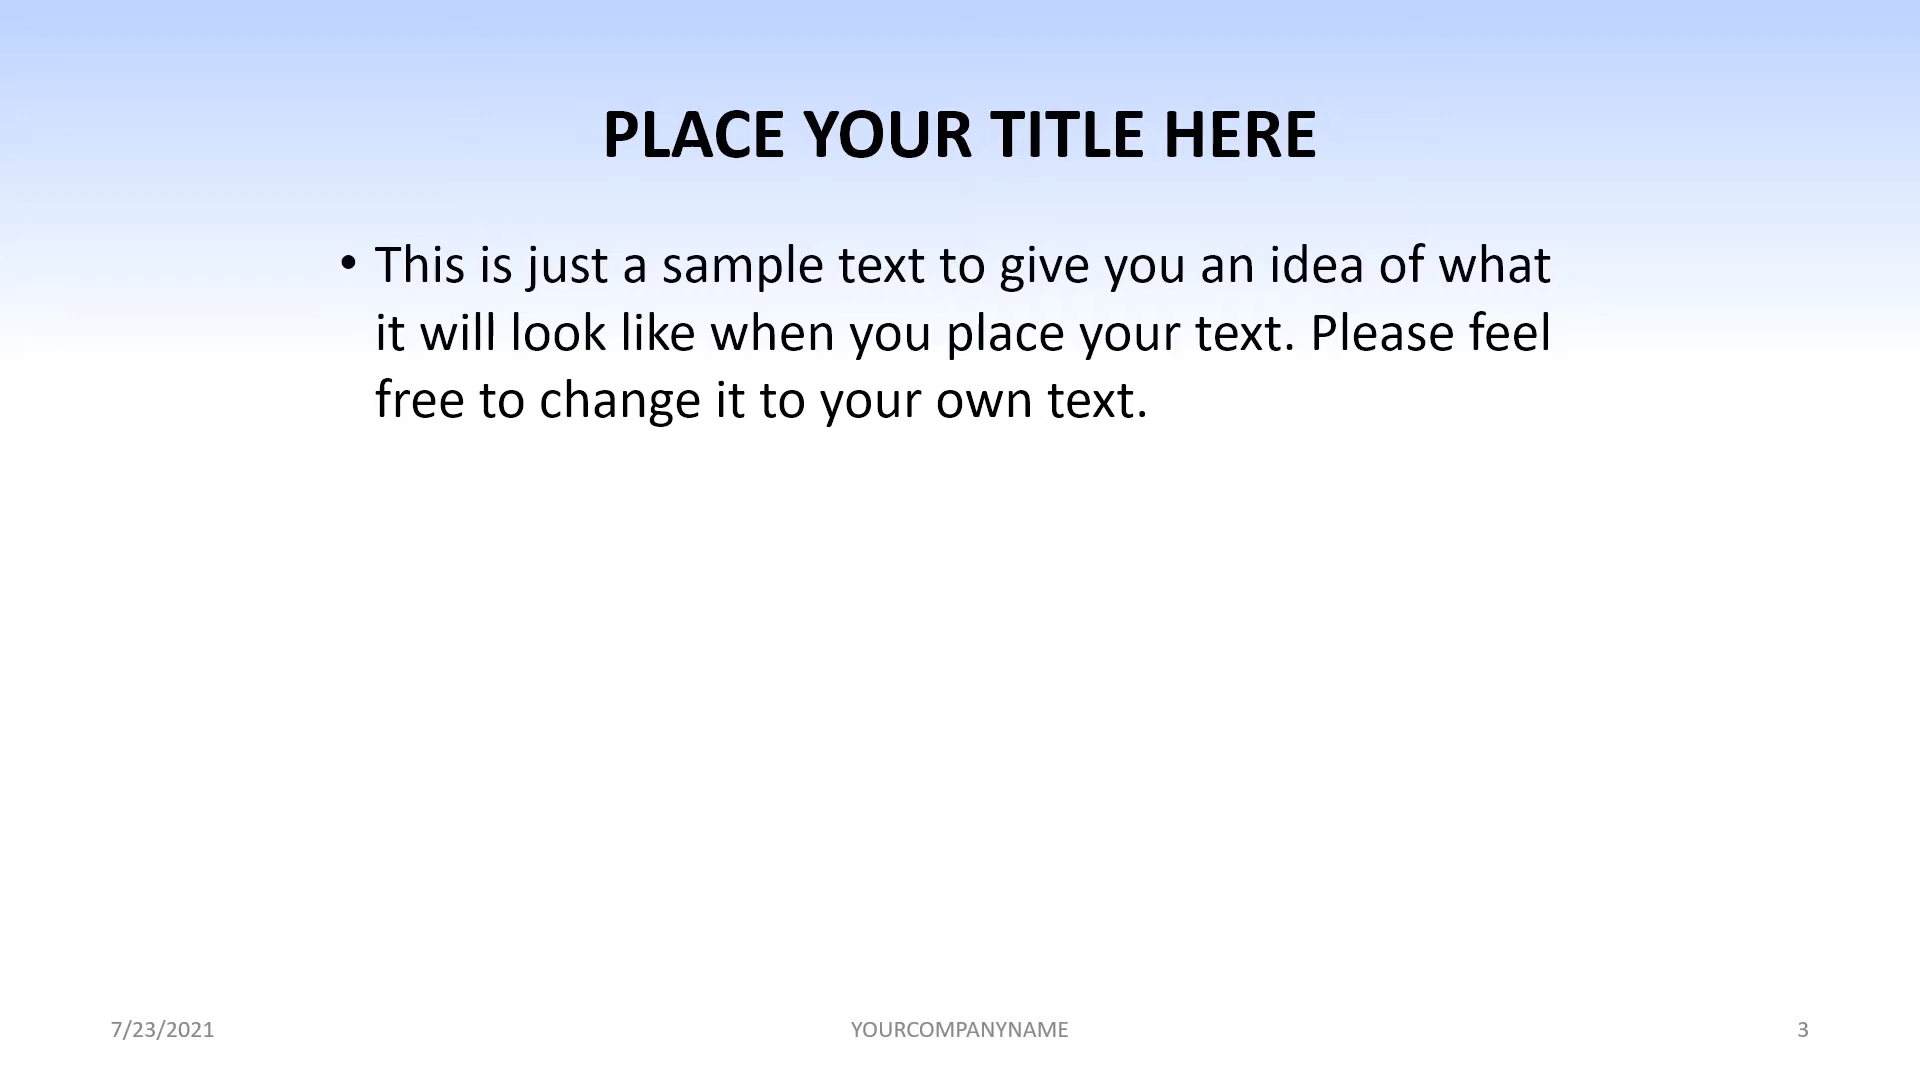 PLACE YOUR TITLE HERE
• This is just a sample text to give you an idea of what
it will look like when you place your text. Please feel
free to change it to your own text.
7/23/2021
YOURCOMPANYNAME
3